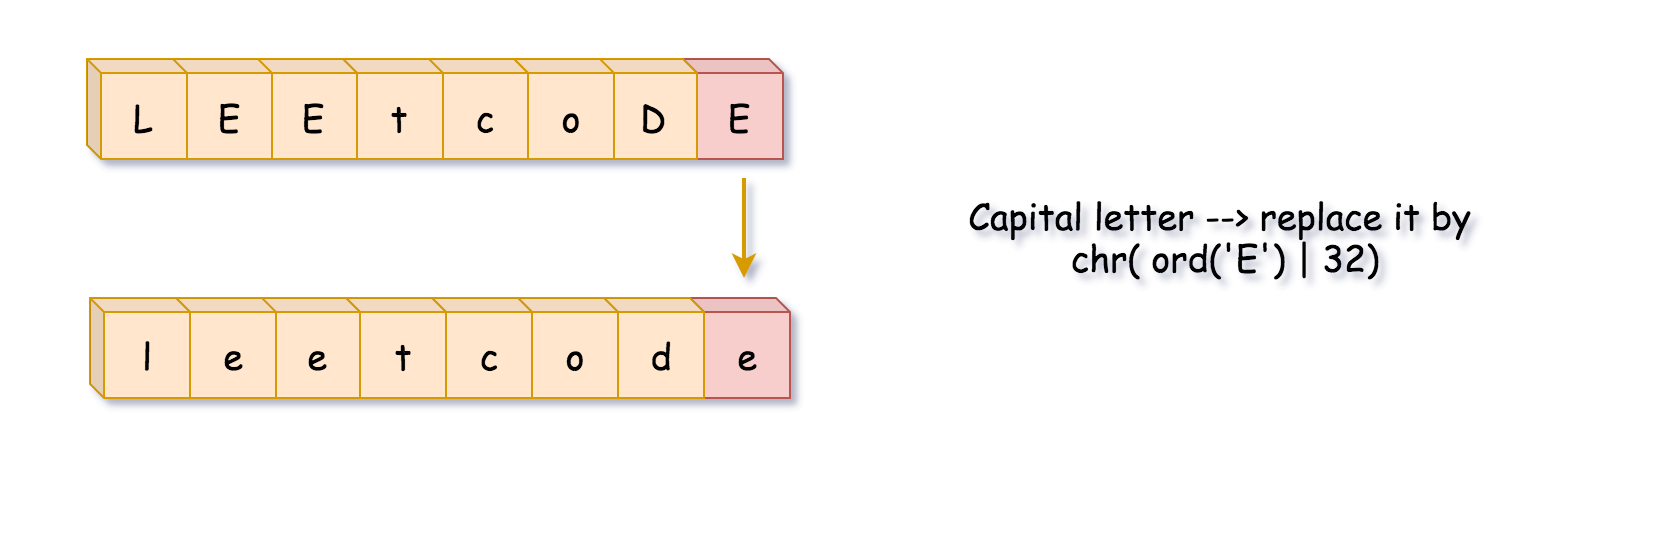 L E E t c o D E
Capital letter --> replace it by
chr( ord('E') | 32)
l e e t c o d e